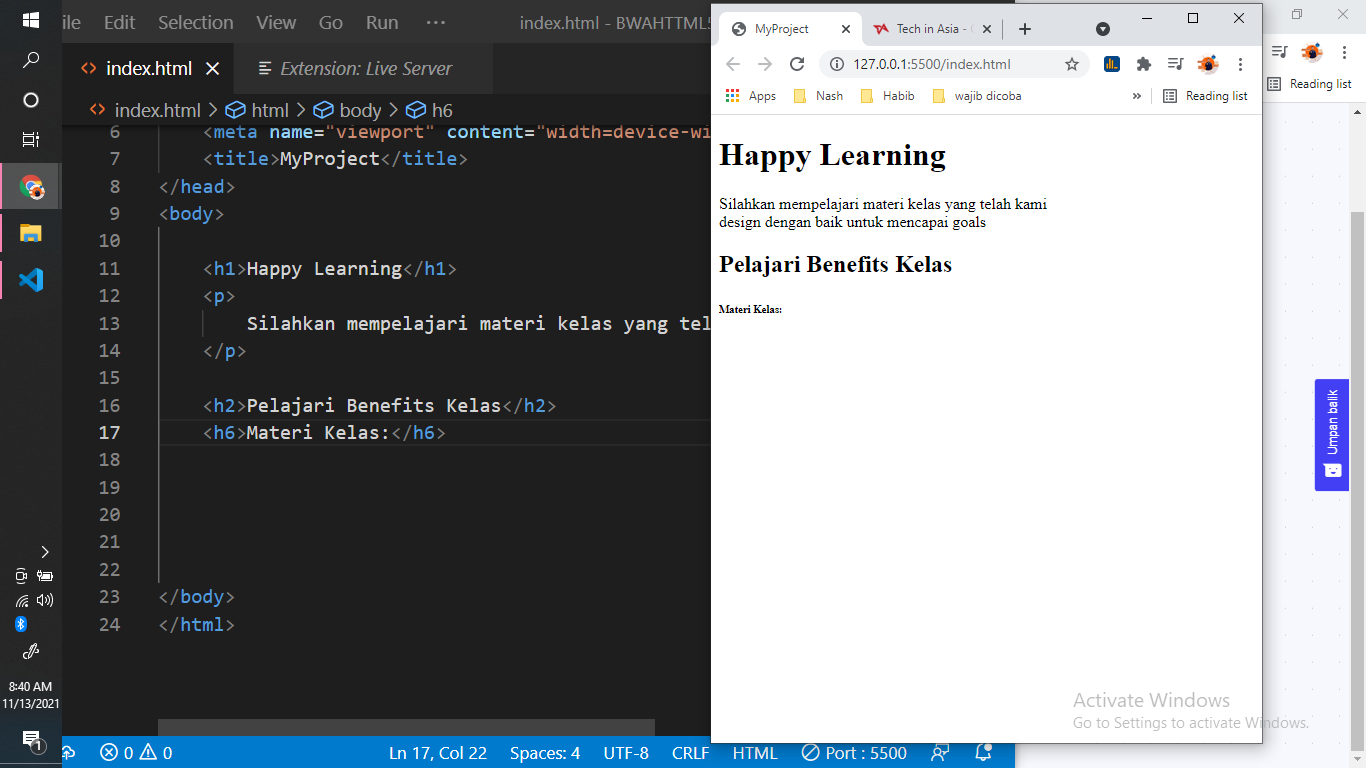 ile Edit Selection View Go Run ··· index.html - BWAHTTML5
index.html Extension: Live Server
index.html > html > body > h6
6 <meta name="viewport" content="width=device-wi
7 <title>MyProject</title>
8 </head>
9 <body>
10
11 <h1>Happy Learning</h1>
12 <p>
13 Silahkan mempelajari materi kelas yang tel
14 </p>
15
16 <h2>Pelajari Benefits Kelas</h2>
17 <h6>Materi Kelas:</h6>
18
19
20
21
22
23 </body>
24 </html>
0 0 Ln 17, Col 22 Spaces: 4 UTF-8 CRLF HTML Port : 5500
8:40 AM
11/13/2021
1
MyProject Tech in Asia -
127.0.0.1:5500/index.html
Apps Nash Habib wajib dicoba » Reading list
Happy Learning
Silahkan mempelajari materi kelas yang telah kami
design dengan baik untuk mencapai goals
Pelajari Benefits Kelas
Materi Kelas:
Reading list
Umpan balik
Activate Windows
Go to Settings to activate Windows.